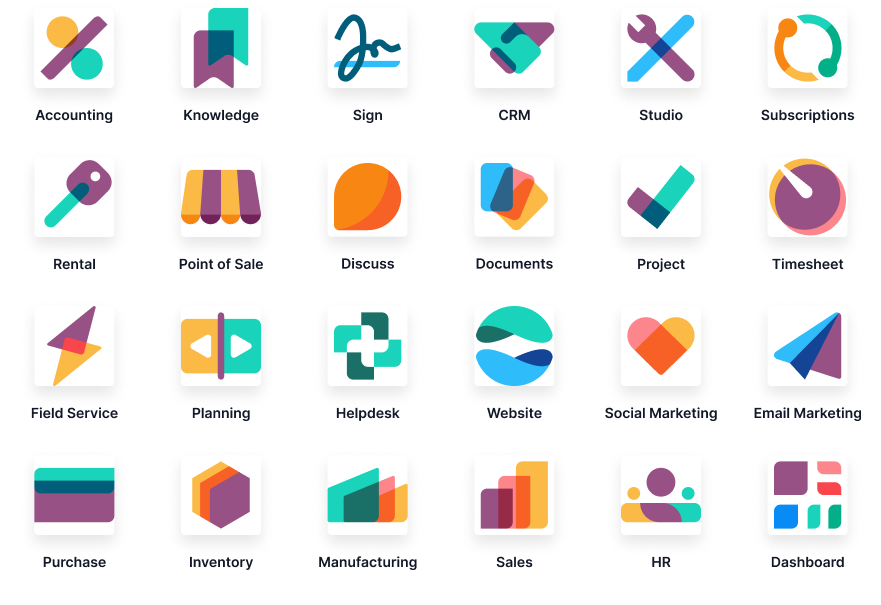 Accounting
Knowledge
Sign
CRM
Studio
Subscriptions
Rental
Point of Sale
Discuss
Documents
Project
Timesheet
Field Service
Planning
Helpdesk
Website
Social Marketing
Email Marketing
Purchase
Inventory
Manufacturing
Sales
HR
Dashboard